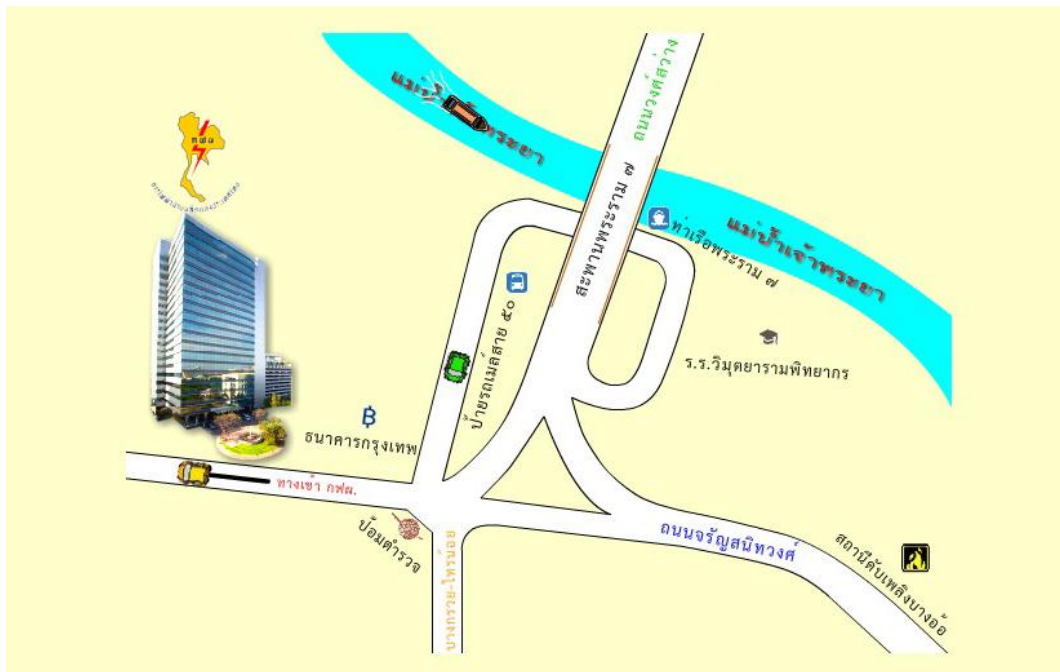 ถนนวงศ์สว่าง
แม่น้ำเจ้าพระยา
กฟผ
สะพานพระราม ๗
ท่าเรือพระราม ๗
แม่น้ำเจ้าพระยา
ป้ายรถเมล์สาย ๕๐
ร.ร.วิมุตยารามพิทยากร
฿
ธนาคารกรุงเทพ
ทางเข้า กฟผ.
ป้อมตำรวจ
ถนนจรัญสนิทวงศ์
สถานีดับเพลิงบางอ้อ
บางกรวย-ไทรน้อย